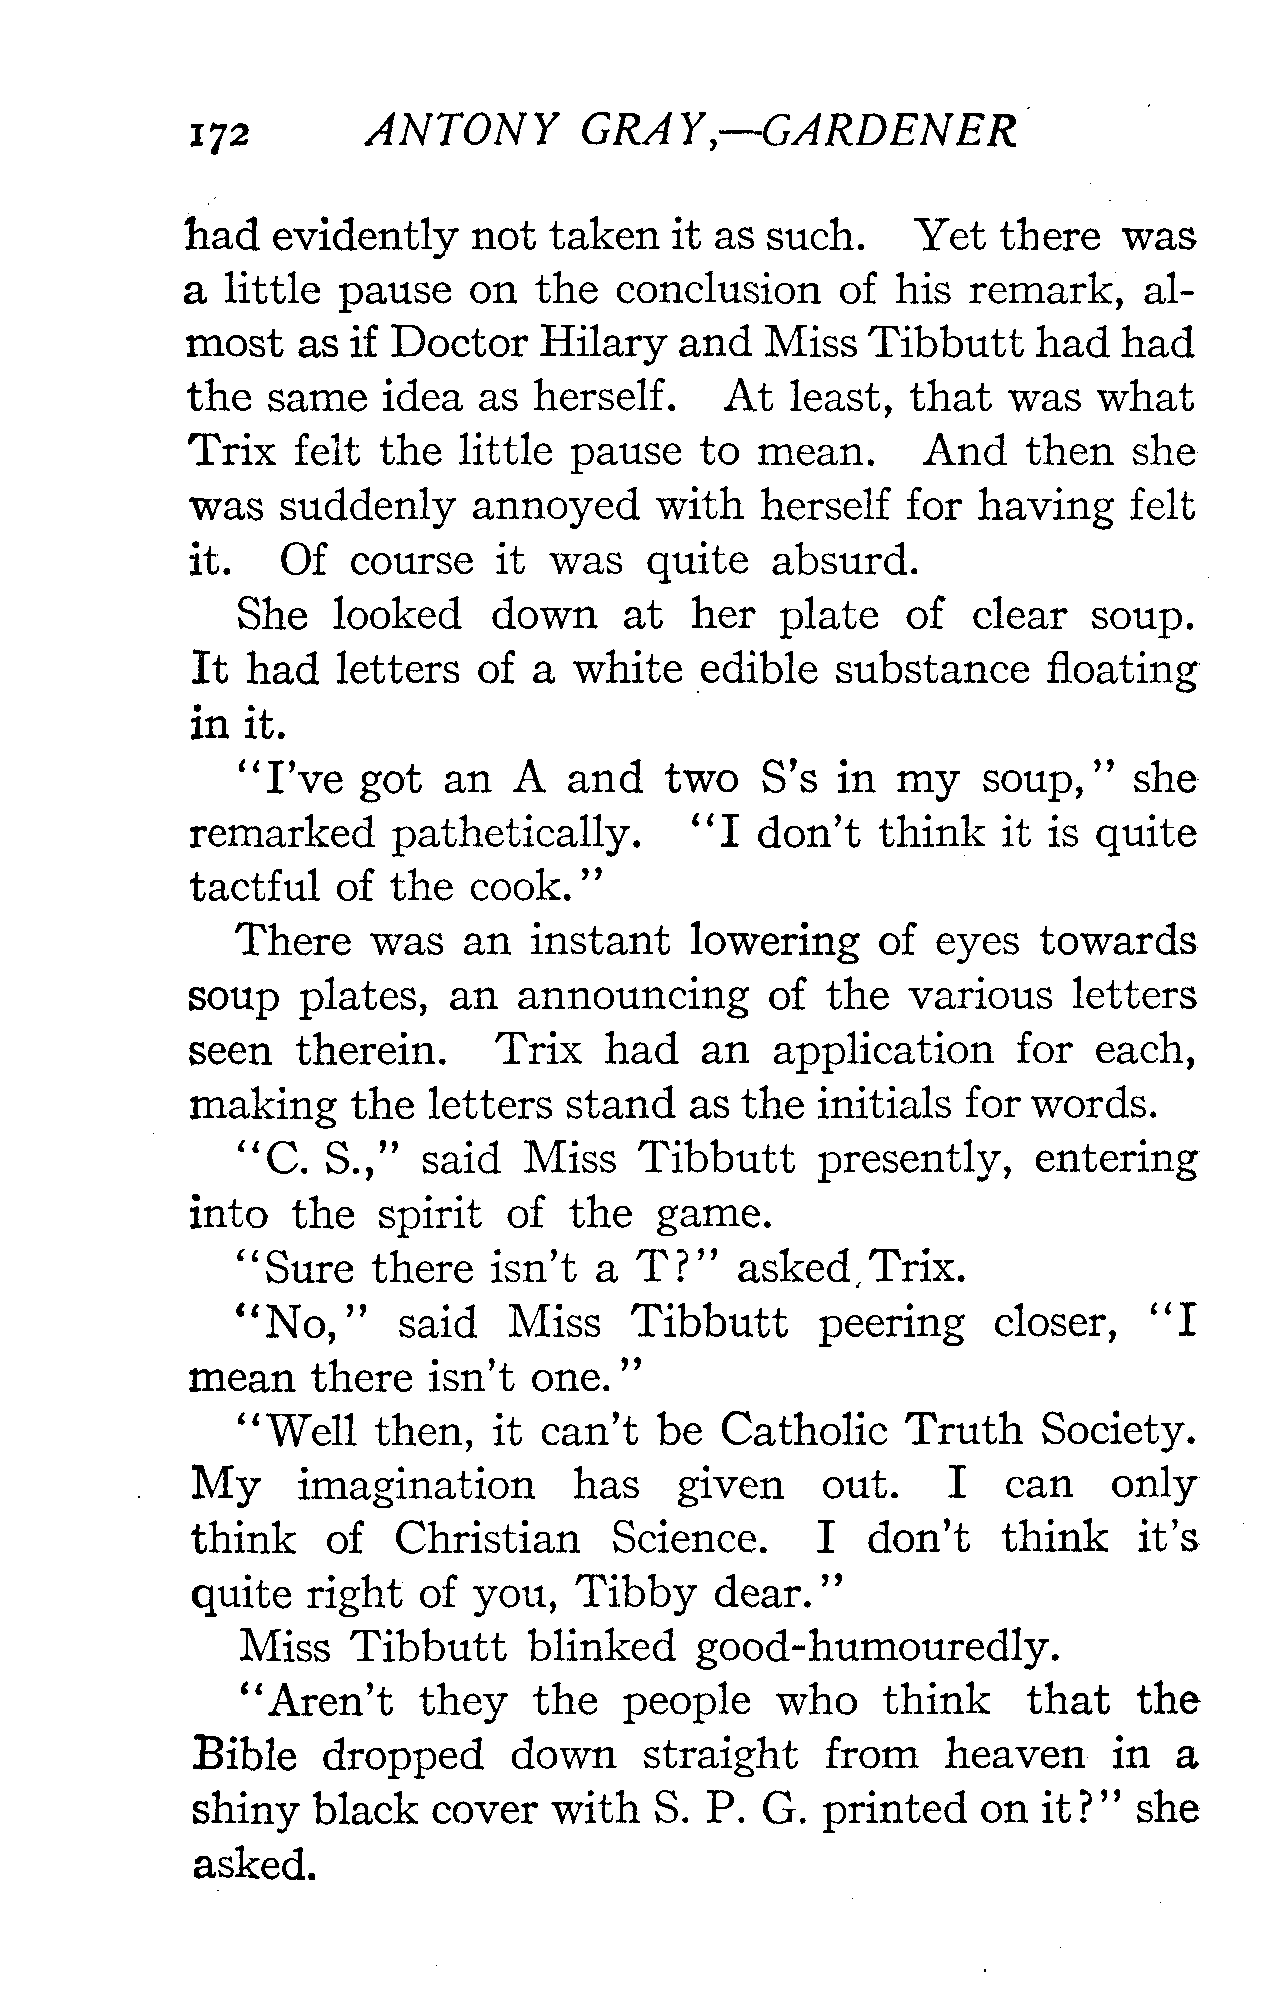 172 ANTONY GRAY,—GARDENER
had evidently not taken it as such. Yet there was
a little pause on the conclusion of his remark, al-
most as if Doctor Hilary and Miss Tibbutt had had
the same idea as herself. At least, that was what
Trix felt the little pause to mean. And then she
was suddenly annoyed with herself for having felt
it. Of course it was quite absurd.
She looked down at her plate of clear soup.
It had letters of a white edible substance floating
in it.
"I've got an A and two S's in my soup," she
remarked pathetically. "I don't think it is quite
tactful of the cook."
There was an instant lowering of eyes towards
soup plates, an announcing of the various letters
seen therein. Trix had an application for each,
making the letters stand as the initials for words.
"C. S.," said Miss Tibbutt presently, entering
into the spirit of the game.
"Sure there isn't a T?" asked Trix.
"No," said Miss Tibbutt peering closer, "I
mean there isn't one."
"Well then, it can't be Catholic Truth Society.
My imagination has given out. I can only
think of Christian Science. I don't think it's
quite right of you, Tibby dear."
Miss Tibbutt blinked good-humouredly.
"Aren't they the people who think that the
Bible dropped down straight from heaven in a
shiny black cover with S. P. G. printed on it?" she
asked.